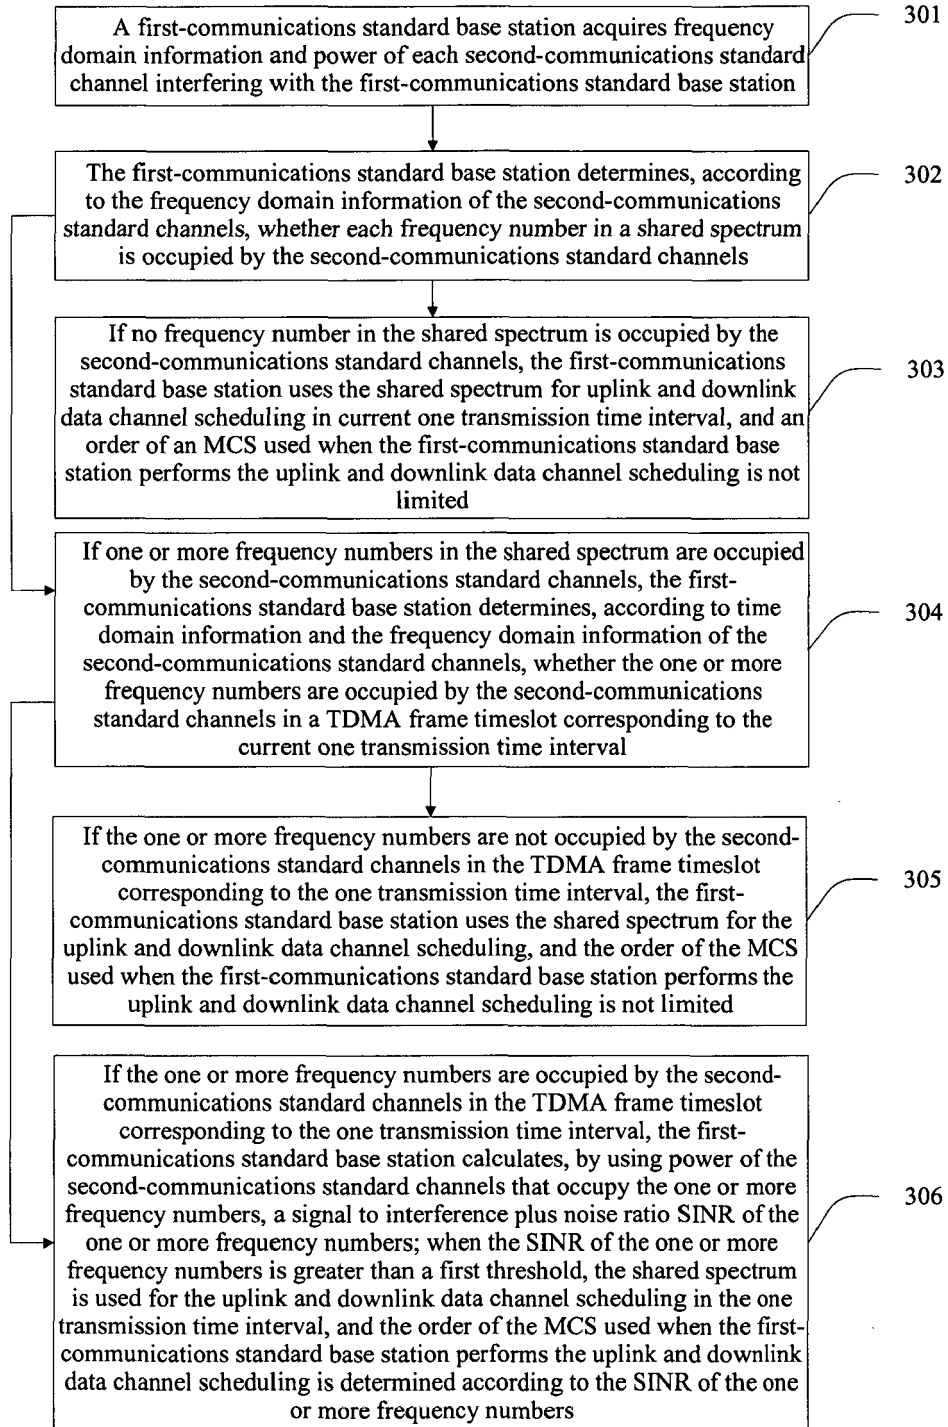 A first-communications standard base station acquires frequency
domain information and power of each second-communications standard
channel interfering with the first-communications standard base station
301
The first-communications standard base station determines, according
to the frequency domain information of the second-communications
standard channels, whether each frequency number in a shared spectrum
is occupied by the second-communications standard channels
302
If no frequency number in the shared spectrum is occupied by the
second-communications standard channels, the first-communications
standard base station uses the shared spectrum for uplink and downlink
data channel scheduling in current one transmission time interval, and an
order of an MCS used when the first-communications standard base
station performs the uplink and downlink data channel scheduling is not
limited
303
If one or more frequency numbers in the shared spectrum are occupied
by the second-communications standard channels, the first-
communications standard base station determines, according to time
domain information and the frequency domain information of the
second-communications standard channels, whether the one or more
frequency numbers are occupied by the second-communications
standard channels in a TDMA frame timeslot corresponding to the
current one transmission time interval
304
If the one or more frequency numbers are not occupied by the second-
communications standard channels in the TDMA frame timeslot
corresponding to the one transmission time interval, the first-
communications standard base station uses the shared spectrum for the
uplink and downlink data channel scheduling, and the order of the MCS
used when the first-communications standard base station performs the
uplink and downlink data channel scheduling is not limited
305
If the one or more frequency numbers are occupied by the second-
communications standard channels in the TDMA frame timeslot
corresponding to the one transmission time interval, the first-
communications standard base station calculates, by using power of the
second-communications standard channels that occupy the one or more
frequency numbers, a signal to interference plus noise ratio SINR of the
one or more frequency numbers; when the SINR of the one or more
frequency numbers is greater than a first threshold, the shared spectrum
is used for the uplink and downlink data channel scheduling in the one
transmission time interval, and the order of the MCS used when the first-
communications standard base station performs the uplink and downlink
data channel scheduling is determined according to the SINR of the one
or more frequency numbers
306